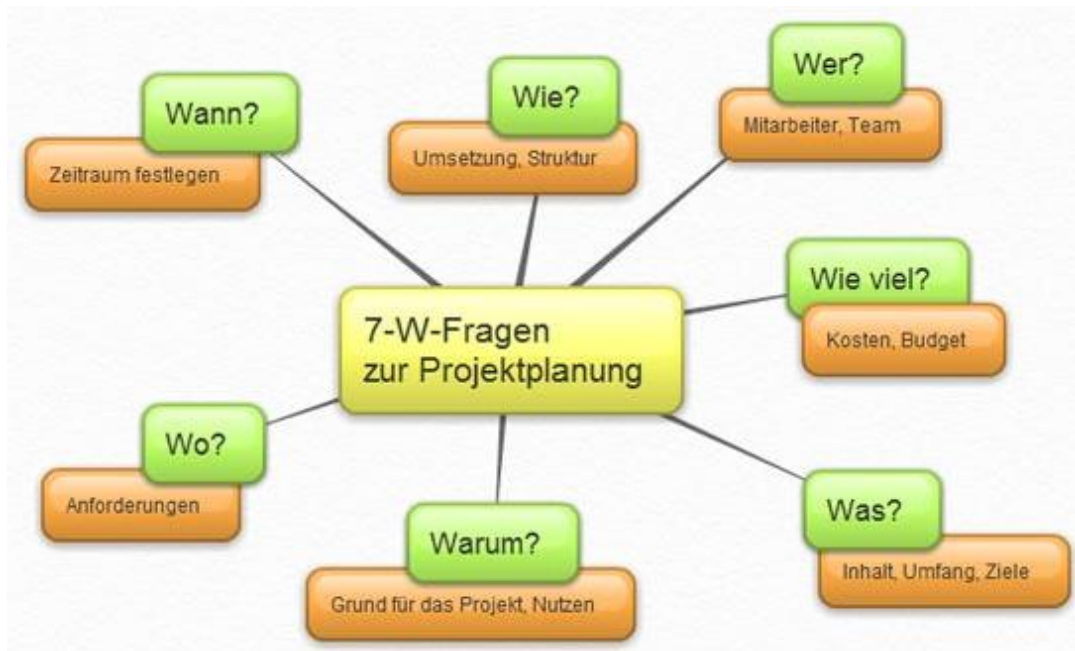 Wann?
Zeitraum festlegen
Wie?
Umsetzung, Struktur
Wer?
Mitarbeiter, Team
Wie viel?
Kosten, Budget
7-W-Fragen
zur Projektplanung
Wo?
Anforderungen
Warum?
Grund für das Projekt, Nutzen
Was?
Inhalt, Umfang, Ziele